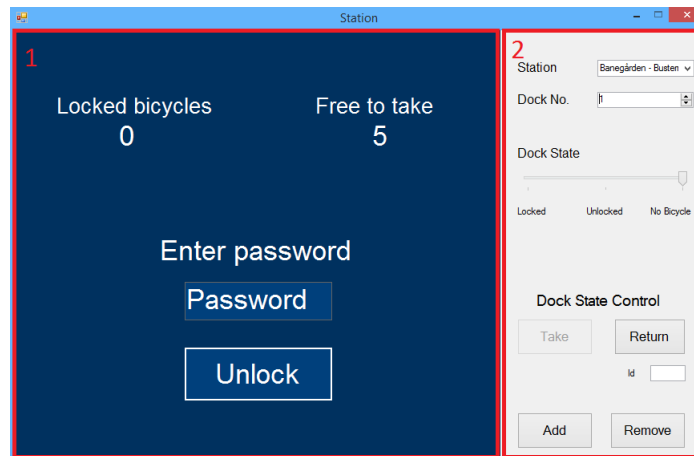 Station
1
Locked bicycles
Free to take
0
5
Enter password
Password
Unlock
2
Station
Banegården - Busten
Dock No.
1
Dock State
Locked
Unlocked
No Bicycle
Dock State Control
Take
Return
Id
Add
Remove